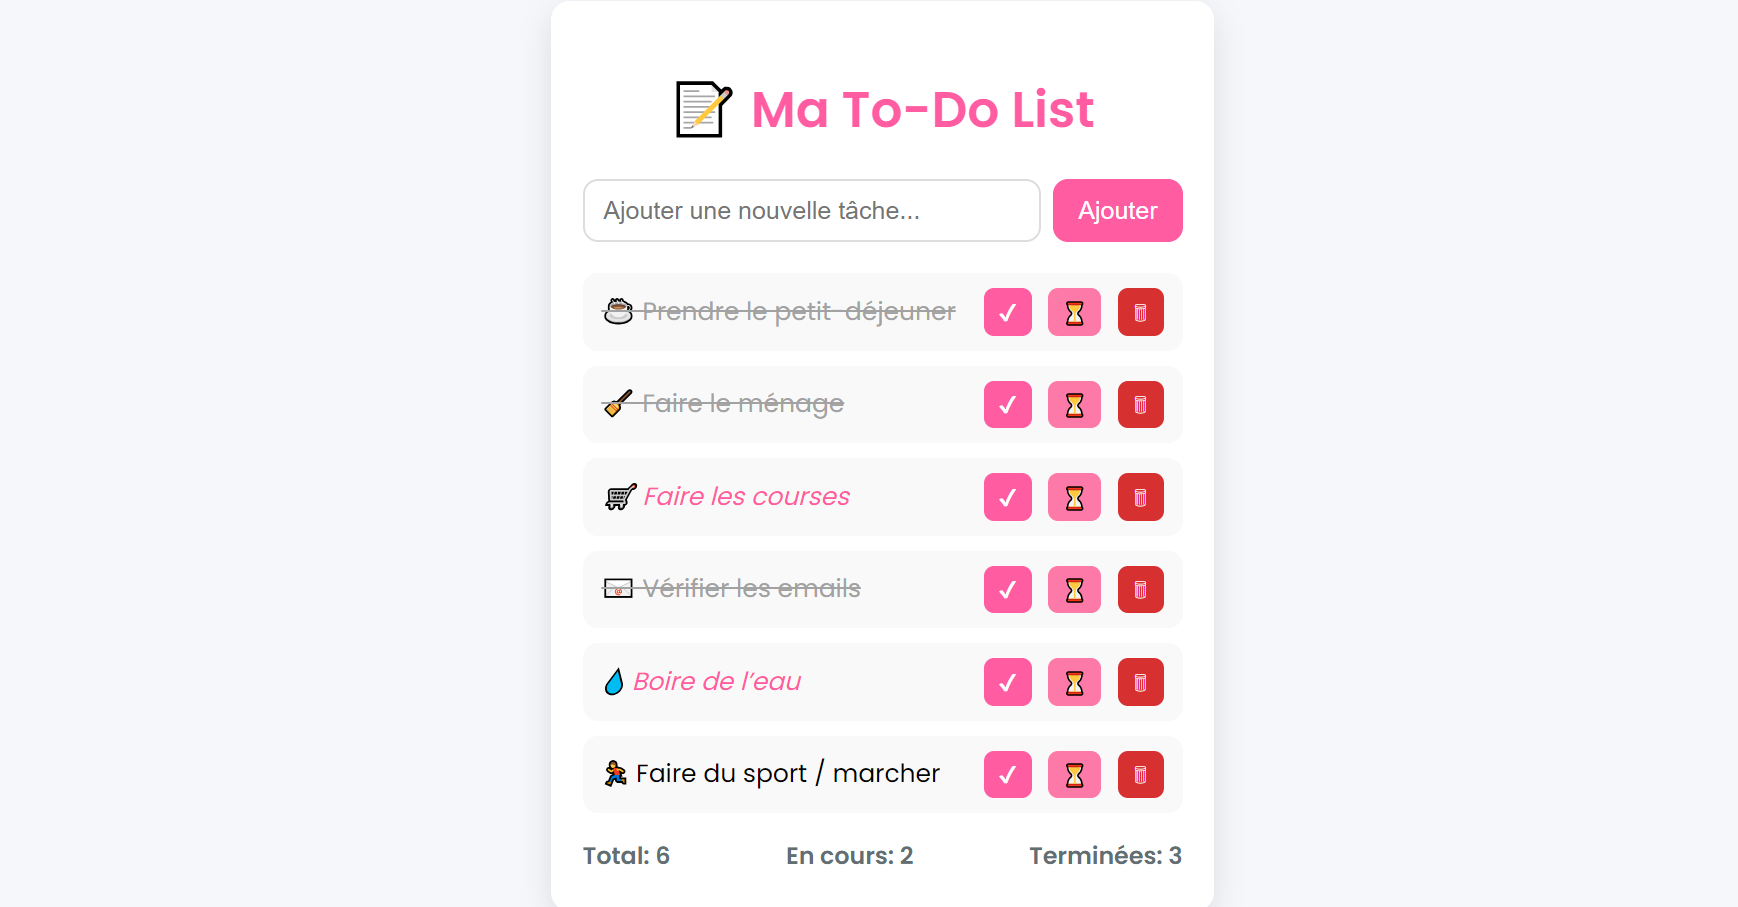 Ma To-Do List
Ajouter une nouvelle tâche...
Ajouter
Prendre le petit-déjeuner
Faire le ménage
Faire les courses
Vérifier les emails
Boire de l’eau
Faire du sport / marcher
Total: 6
En cours: 2
Terminées: 3